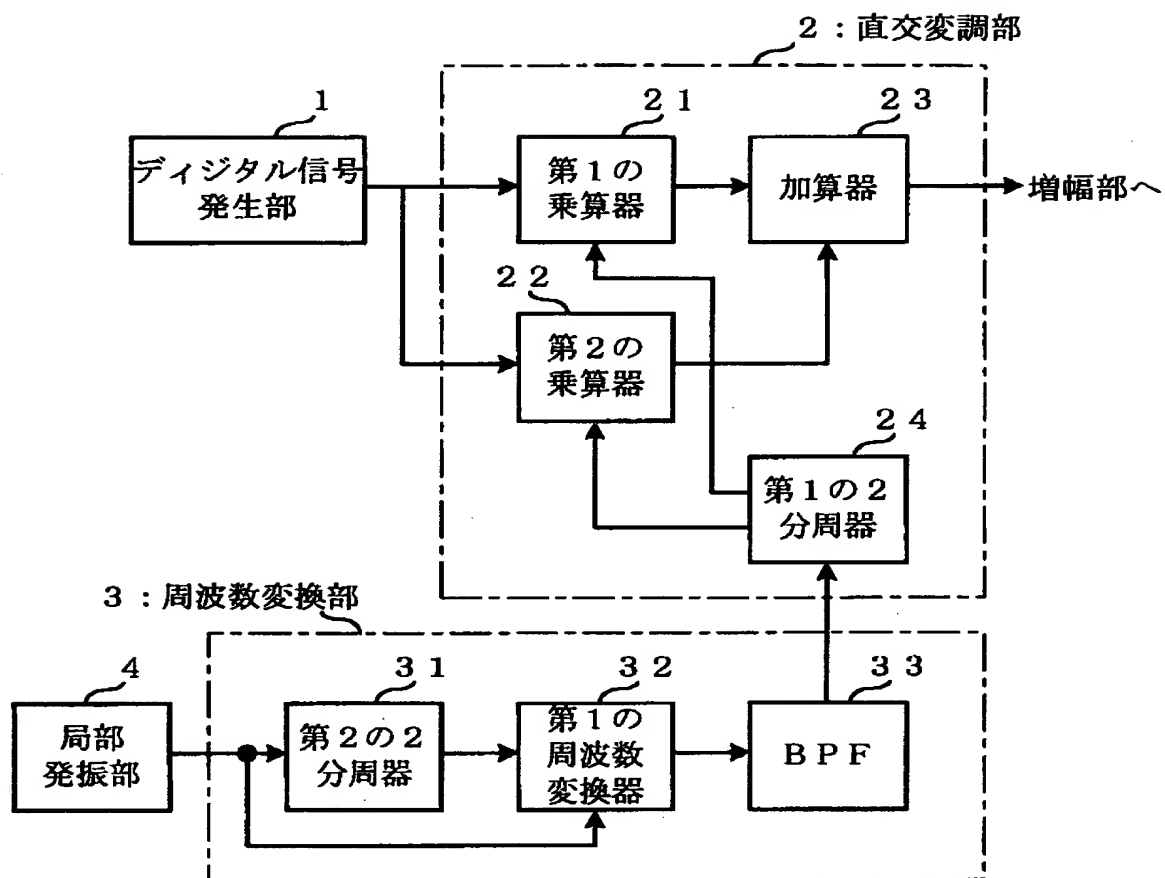 ２：直交変調部
１
２１
２３
ディジタル信号
発生部
第１の
乗算器
加算器
増幅部へ
２２
第２の
乗算器
２４
第１の２
分周器
３：周波数変換部
４
３１
３２
３３
局部
発振部
第２の２
分周器
第１の
周波数
変換器
ＢＰＦ